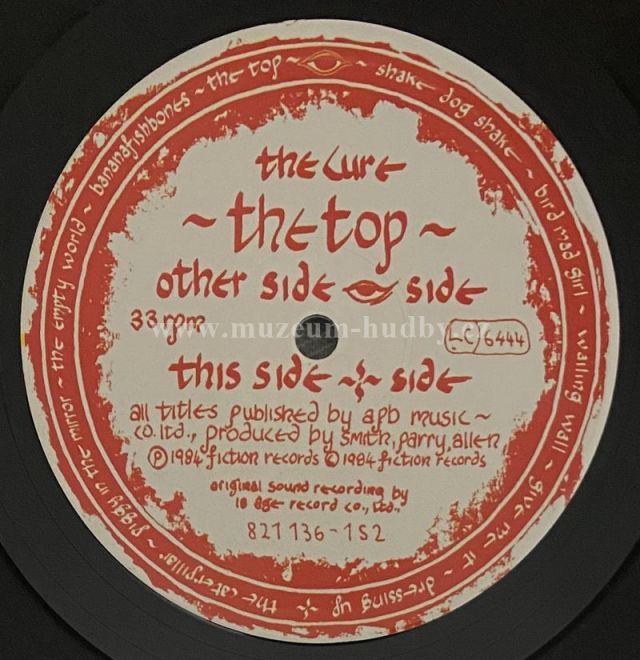 ~ shake dog shake ~ bird mad girl ~ wailing wall ~ give me it ~ dressing up
the caterpillar ~ piggy in the mirror ~ the empty world ~ bananafishbones ~ the top ~
the cure
~ the top ~
other side side
33 rpm
www.muzeum-hudby.cz
LC 6444
this side side
all titles published by apb music ~
co. ltd., produced by smith, parry, allen
℗ 1984 fiction records © 1984 fiction records
original sound recording by
18 age record co., ltd.,
821 136-1S2